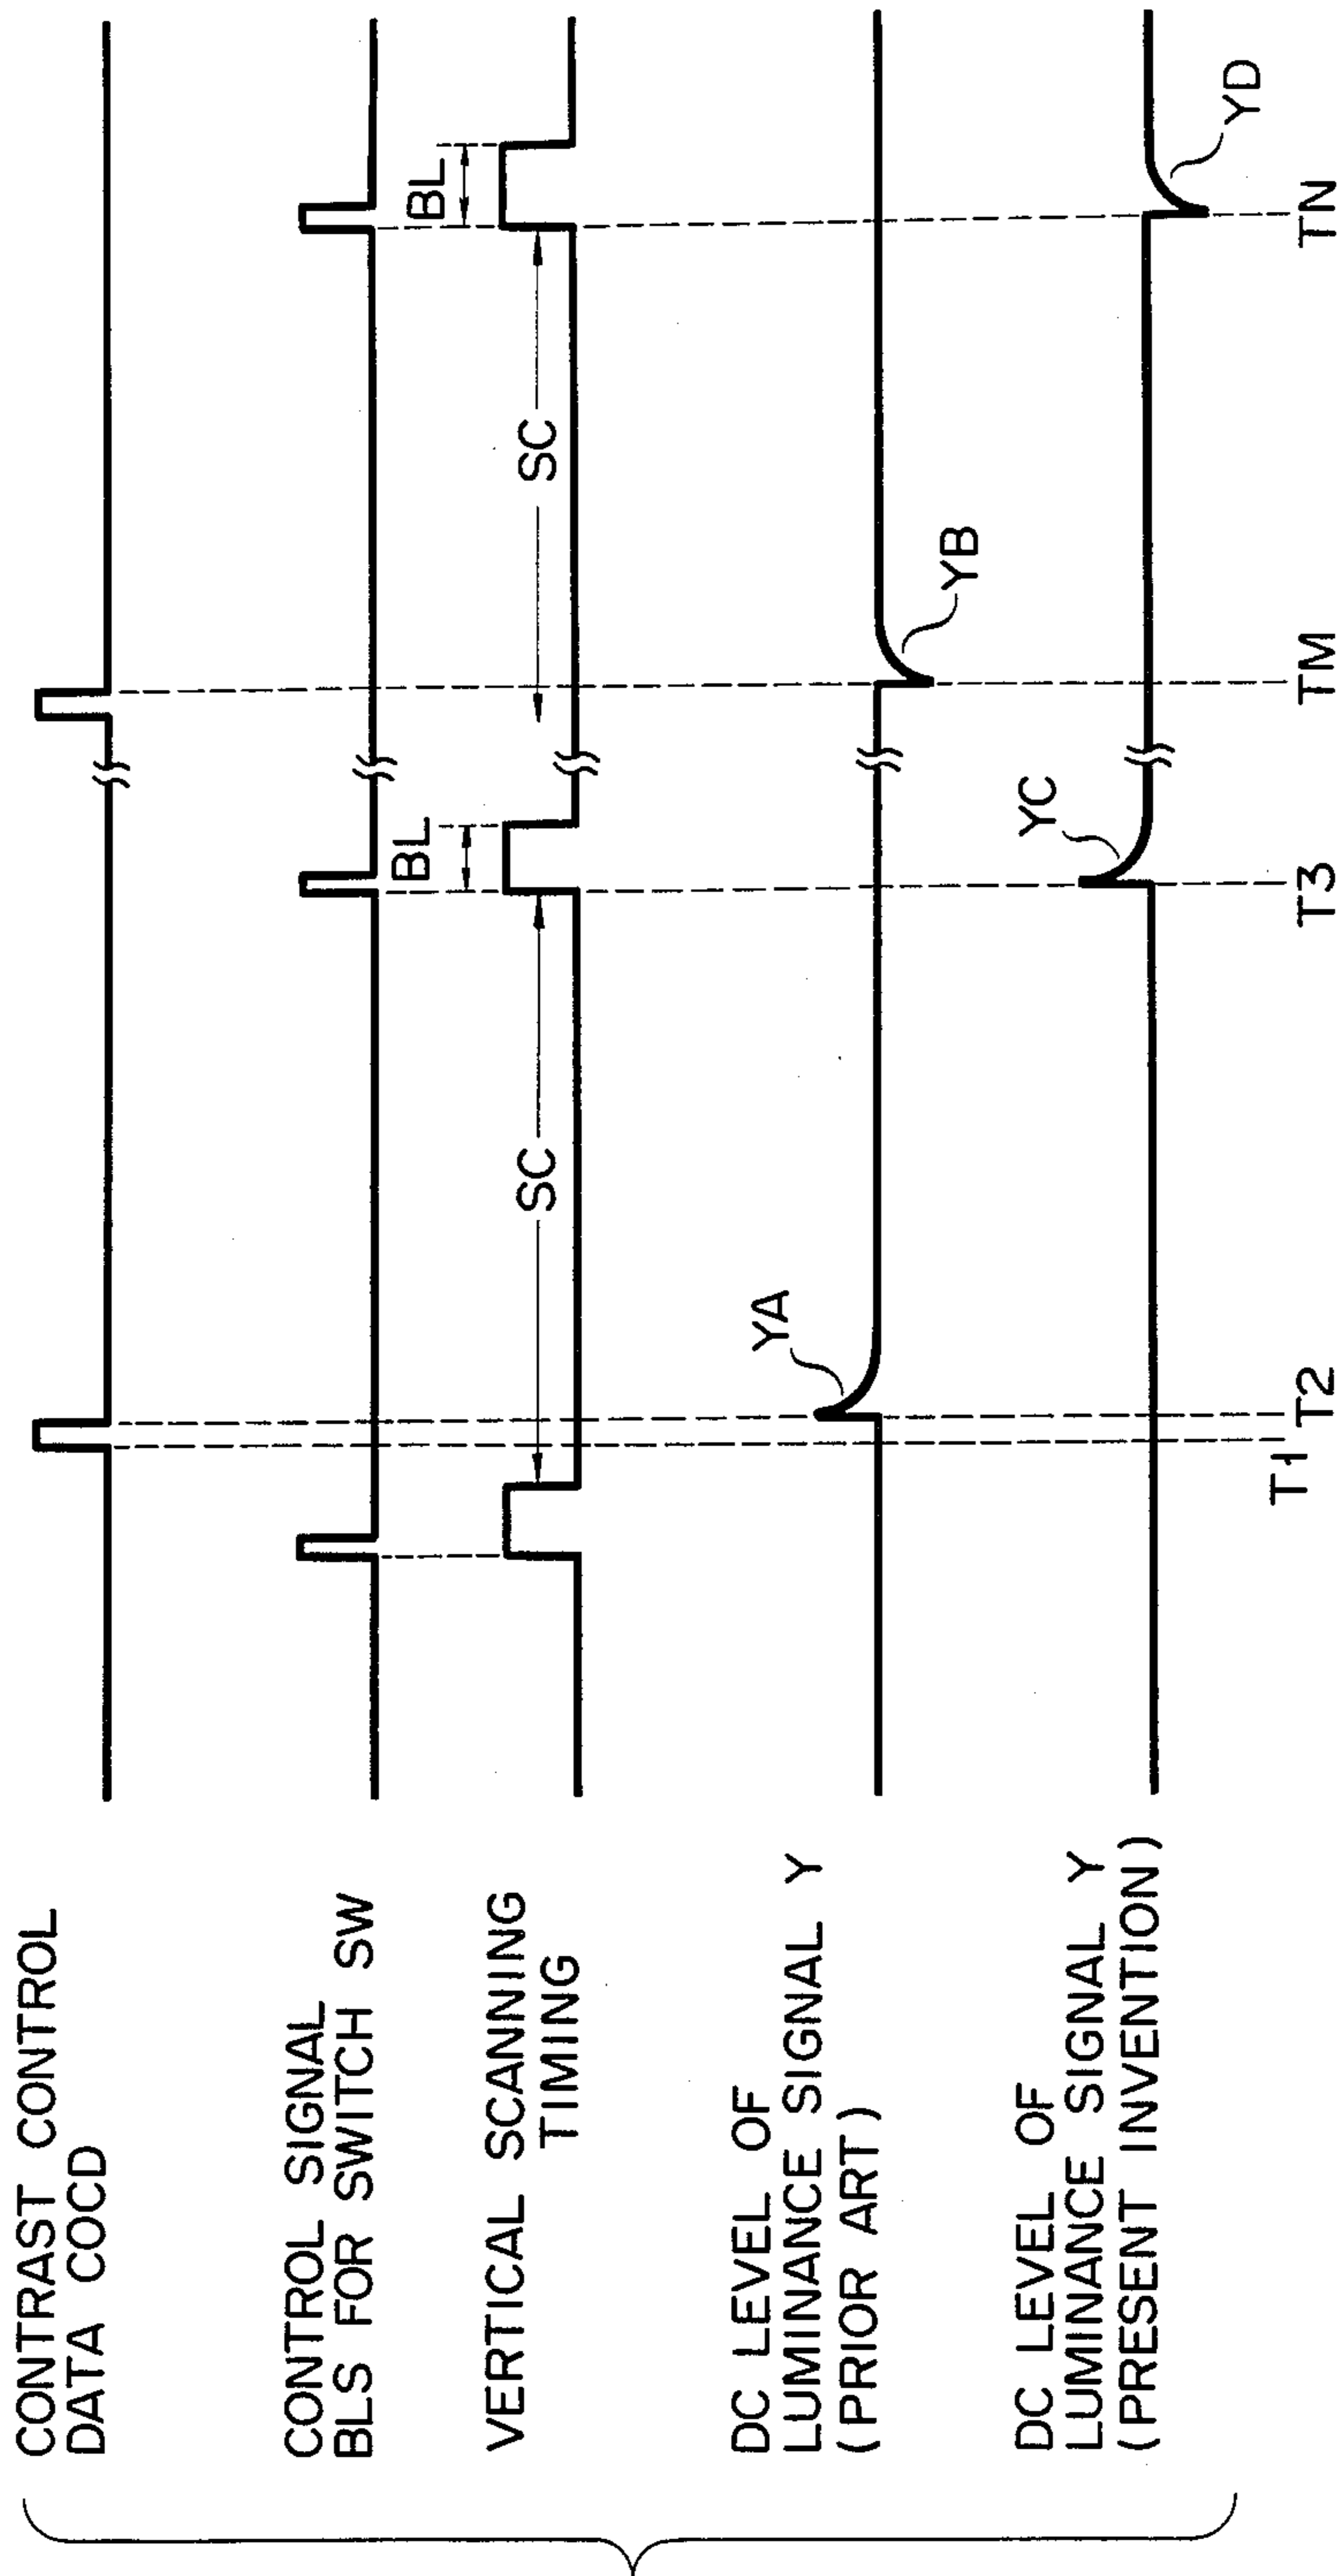 CONTRAST CONTROL
DATA COCD
CONTROL SIGNAL
BLS FOR SWITCH SW
BL
BL
VERTICAL SCANNING
TIMING
SC
SC
DC LEVEL OF
LUMINANCE SIGNAL Y
(PRIOR ART)
YA
YB
DC LEVEL OF
LUMINANCE SIGNAL Y
(PRESENT INVENTION)
YC
YD
T1
T2
T3
TM
TN